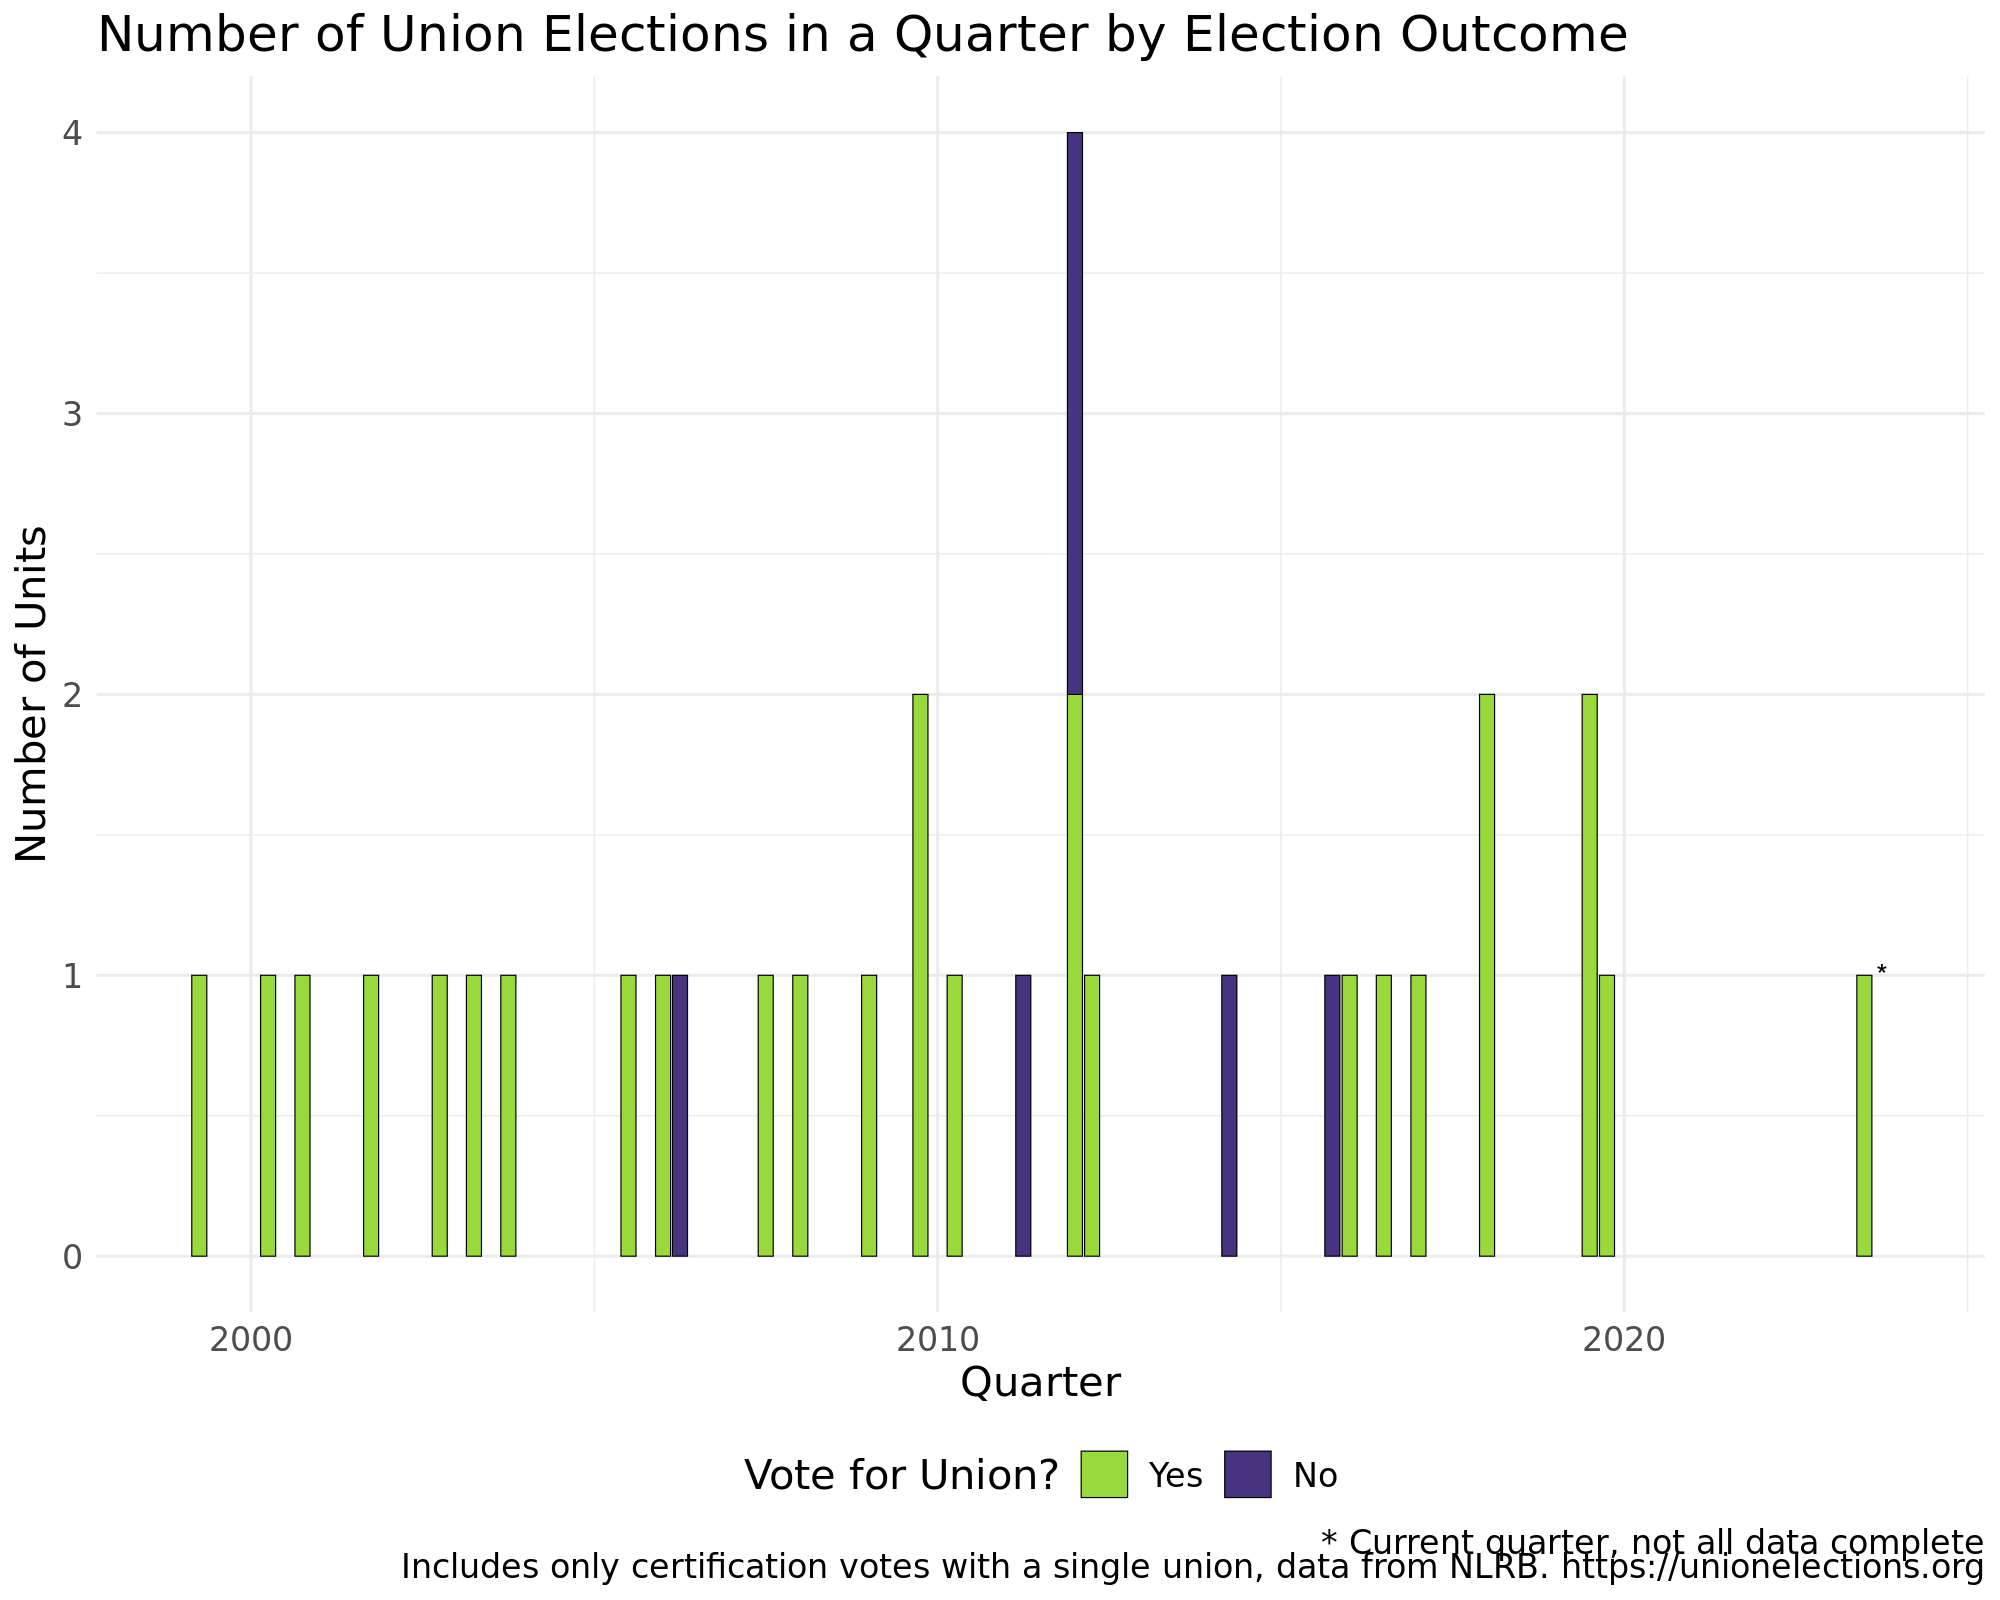 Number of Union Elections in a Quarter by Election Outcome
Number of Units
4
3
2
1
0
*
2000 2010 2020
Quarter
Vote for Union? Yes No
* Current quarter, not all data complete
Includes only certification votes with a single union, data from NLRB. https://unionelections.org